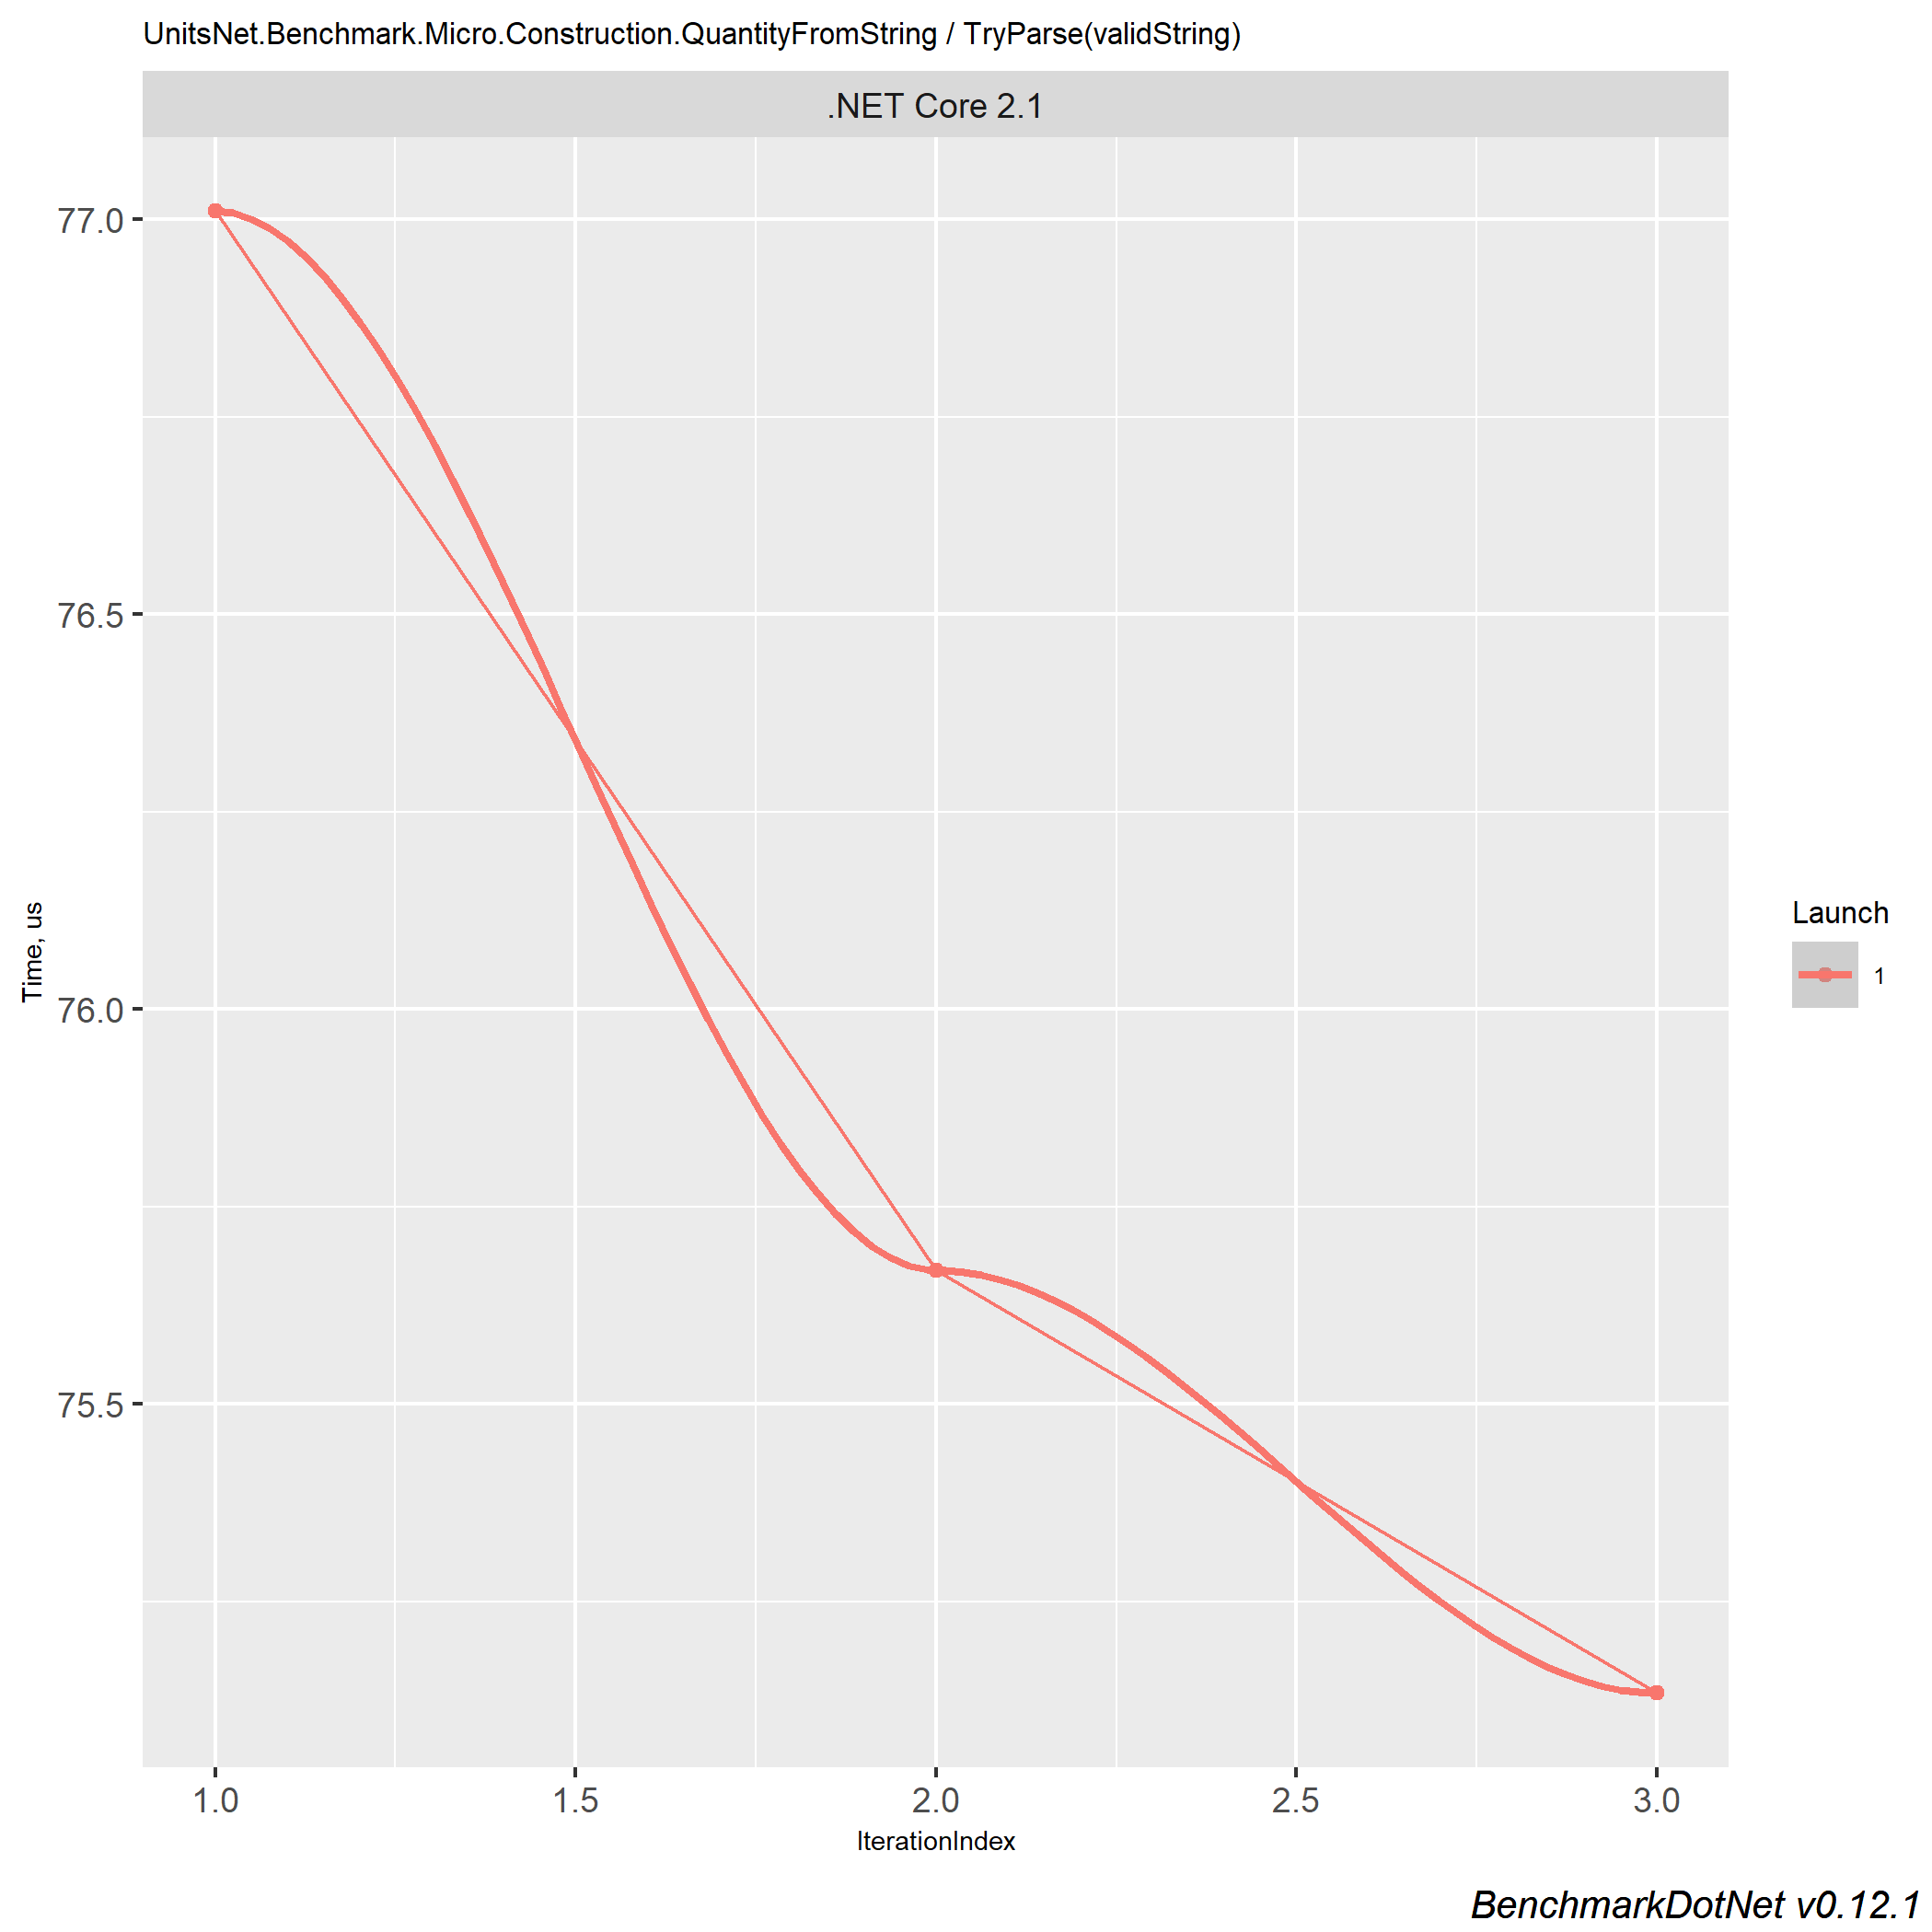 UnitsNet.Benchmark.Micro.Construction.QuantityFromString / TryParse(validString)
.NET Core 2.1
77.0
76.5
76.0
75.5
Time, us
1.0 1.5 2.0 2.5 3.0
IterationIndex
Launch
1
BenchmarkDotNet v0.12.1